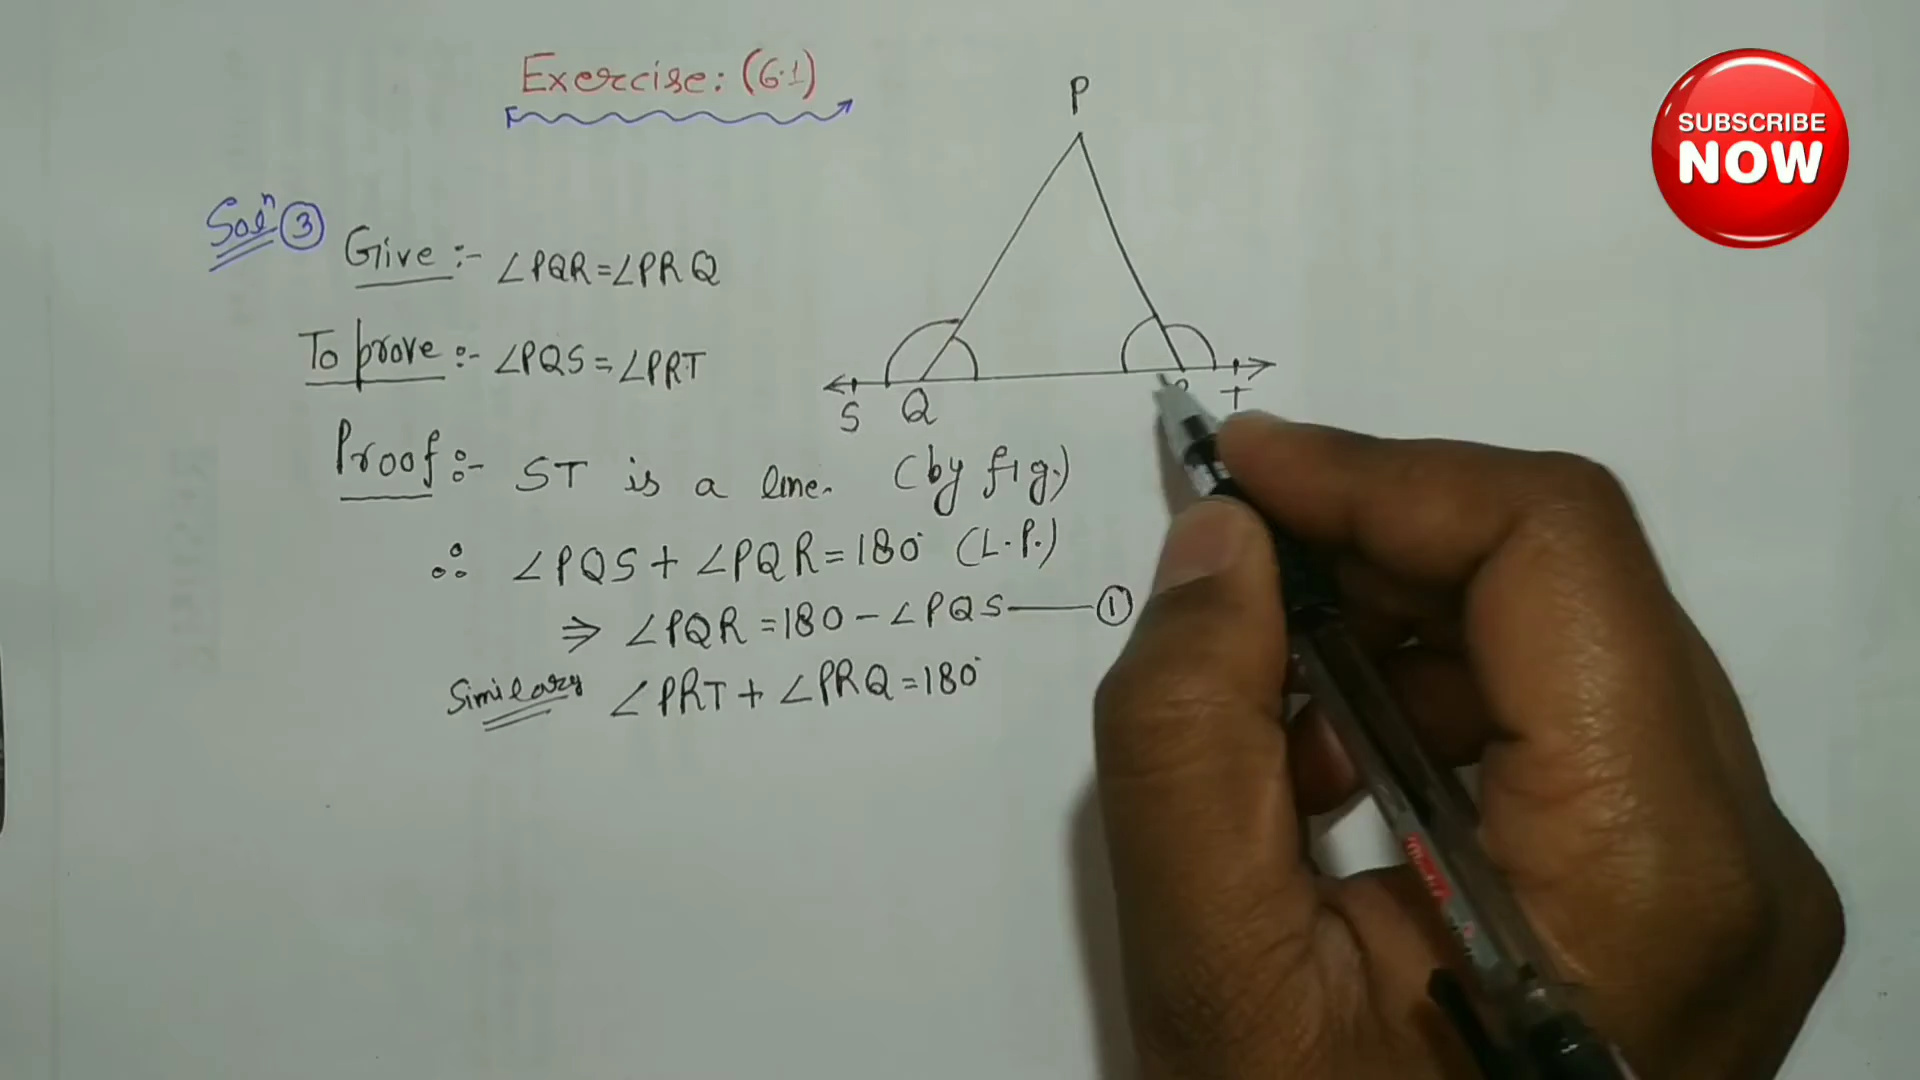 Exercise: (6.1)
SUBSCRIBE
NOW
P
Solⁿ ③
Give :- ∠PQR=∠PRQ
To prove :- ∠PQS=∠PRT
S Q T
Proof :- ST is a line. (by fig.)
∴ ∠PQS + ∠PQR = 180° (L.P.)
⇒ ∠PQR = 180 - ∠PQS —— ①
Similary ∠PRT + ∠PRQ = 180°